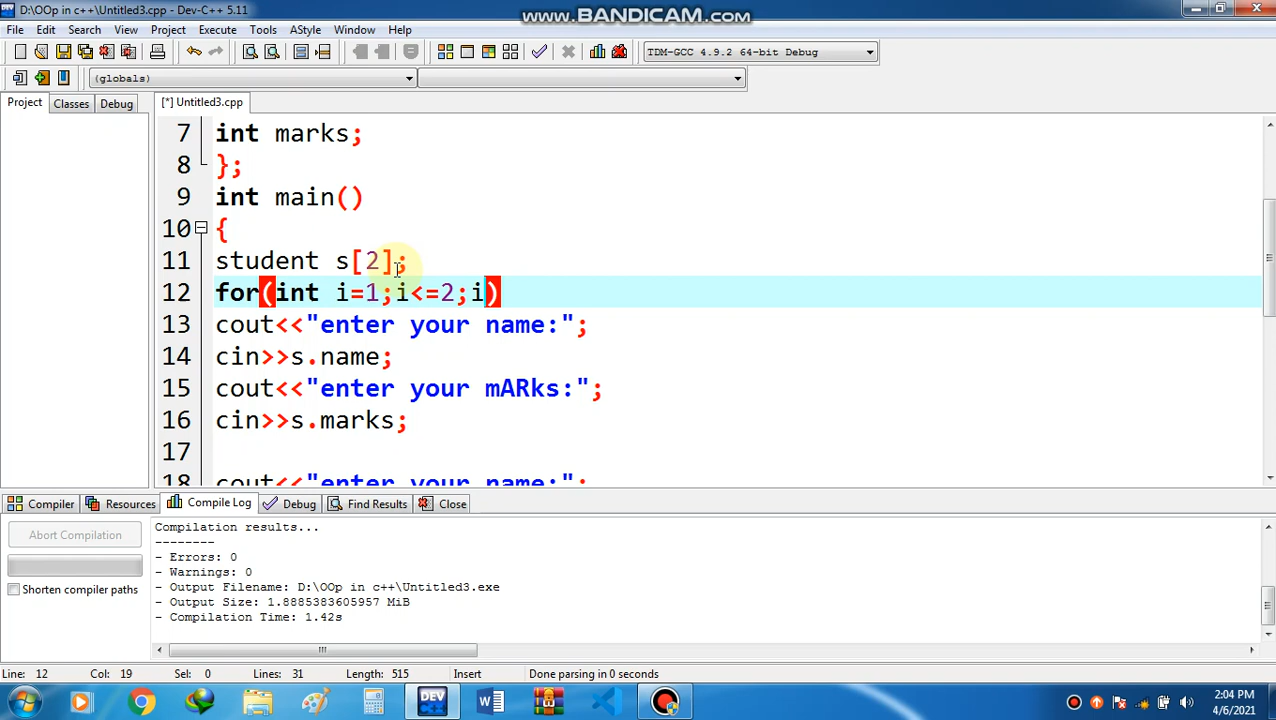 D:\OOp in c++\Untitled3.cpp - Dev-C++ 5.11
www.BANDICAM.com
File Edit Search View Project Execute Tools AStyle Window Help
TDM-GCC 4.9.2 64-bit Debug
(globals)
Project Classes Debug
[*] Untitled3.cpp
7 int marks;
8 };
9 int main()
10 {
11 student s[2];
12 for(int i=1;i<=2;i)
13 cout<<"enter your name:";
14 cin>>s.name;
15 cout<<"enter your mARks:";
16 cin>>s.marks;
17
18 cout<<"enter your name:";
Compiler Resources Compile Log Debug Find Results Close
Abort Compilation
Shorten compiler paths
Compilation results...
--------
- Errors: 0
- Warnings: 0
- Output Filename: D:\OOp in c++\Untitled3.exe
- Output Size: 1.8885383605957 MiB
- Compilation Time: 1.42s
Line: 12 Col: 19 Sel: 0 Lines: 31 Length: 515 Insert Done parsing in 0 seconds
DEV
2:04 PM
4/6/2021